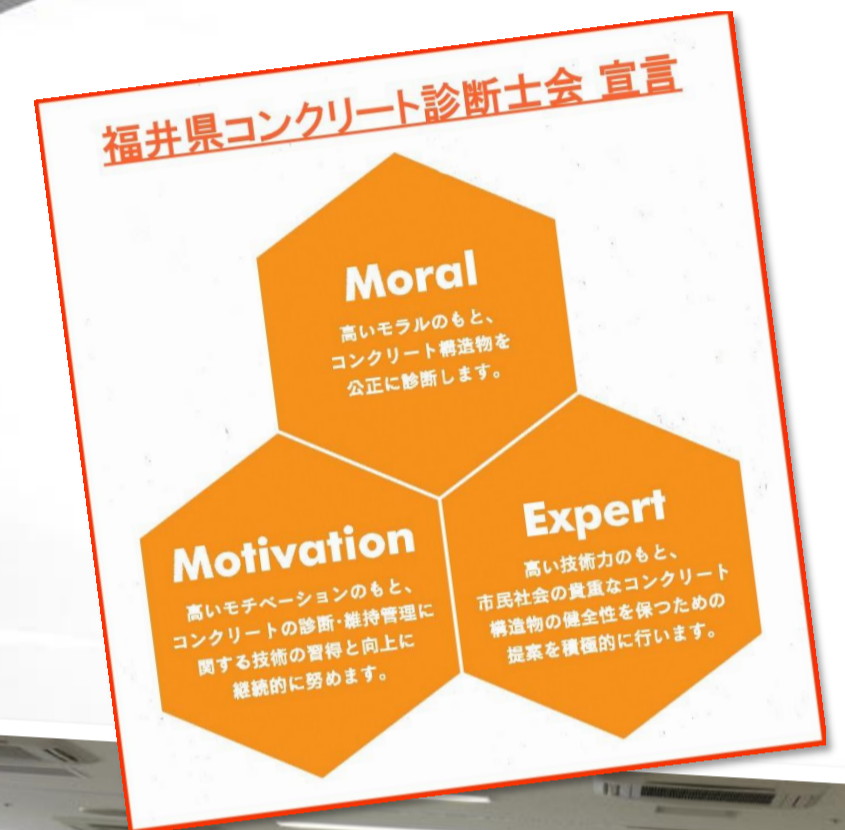 福井県コンクリート診断士会 宣言
Moral
高いモラルのもと、
コンクリート構造物を
公正に診断します。
Motivation
高いモチベーションのもと、
コンクリートの診断・維持管理に
関する技術の習得と向上に
継続的に努めます。
Expert
高い技術力のもと、
市民社会の貴重なコンクリート
構造物の健全性を保つための
提案を積極的に行います。